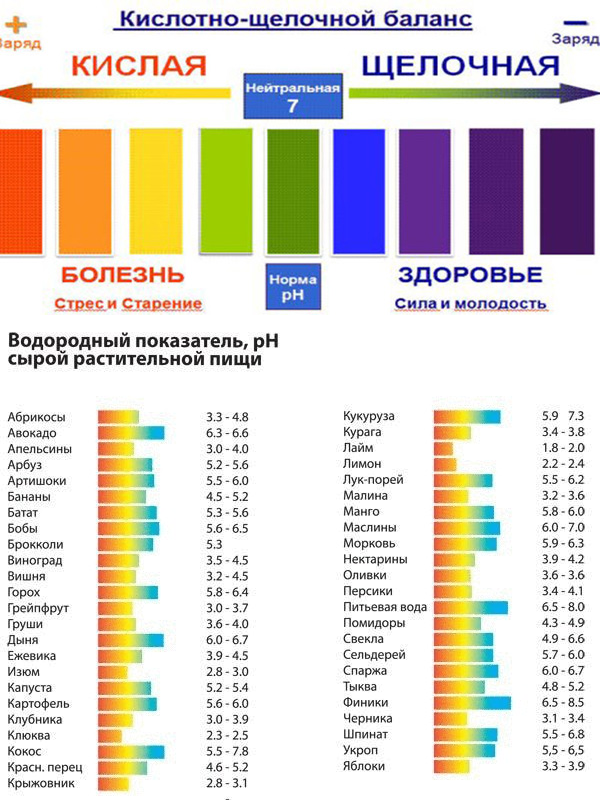 Кислотно-щелочной баланс
+
Заряд
–
Заряд
КИСЛАЯ
ЩЕЛОЧНАЯ
Нейтральная
7
БОЛЕЗНЬ
Стрес и Старение
Норма
pH
ЗДОРОВЬЕ
Сила и молодость
Водородный показатель, pH
сырой растительной пищи
Абрикосы 3.3 - 4.8
Авокадо 6.3 - 6.6
Апельсины 3.0 - 4.0
Арбуз 5.2 - 5.6
Артишоки 5.5 - 6.0
Бананы 4.5 - 5.2
Батат 5.3 - 5.6
Бобы 5.6 - 6.5
Брокколи 5.3
Виноград 3.5 - 4.5
Вишня 3.2 - 4.5
Горох 5.8 - 6.4
Грейпфрут 3.0 - 3.7
Груши 3.6 - 4.0
Дыня 6.0 - 6.7
Ежевика 3.9 - 4.5
Изюм 2.8 - 3.0
Капуста 5.2 - 5.4
Картофель 5.6 - 6.0
Клубника 3.0 - 3.9
Клюква 2.3 - 2.5
Кокос 5.5 - 7.8
Красн. перец 4.6 - 5.2
Крыжовник 2.8 - 3.1
Кукуруза 5.9 7.3
Курага 3.4 - 3.8
Лайм 1.8 - 2.0
Лимон 2.2 - 2.4
Лук-порей 5.5 - 6.2
Малина 3.2 - 3.6
Манго 5.8 - 6.0
Маслины 6.0 - 7.0
Морковь 5.9 - 6.3
Нектарины 3.9 - 4.2
Оливки 3.6 - 3.6
Персики 3.4 - 4.1
Питьевая вода 6.5 - 8.0
Помидоры 4.3 - 4.9
Свекла 4.9 - 6.6
Сельдерей 5.7 - 6.0
Спаржа 6.0 - 6.7
Тыква 4.8 - 5.2
Финики 6.5 - 8.5
Черника 3.1 - 3.4
Шпинат 5.5 - 6.8
Укроп 5,5 - 6,5
Яблоки 3.3 - 3.9